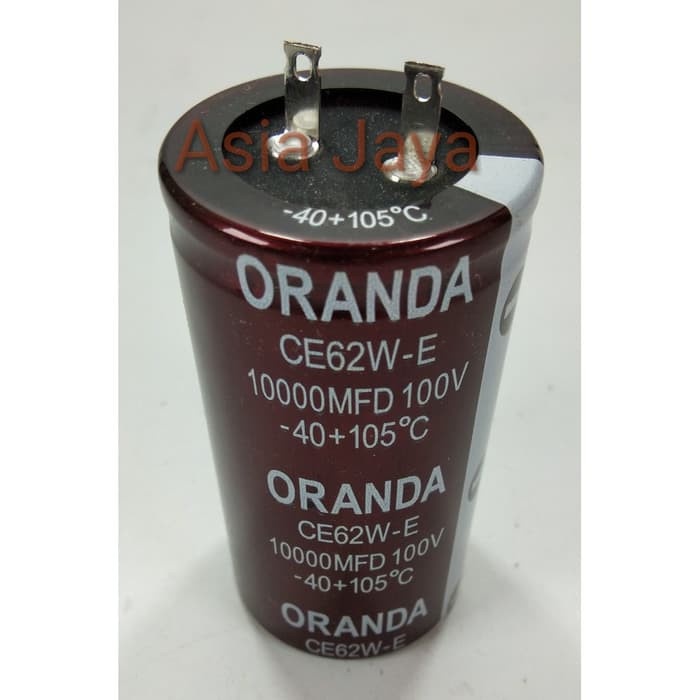 Asia Jaya
-40+105°C
ORANDA
CE62W-E
10000MFD 100V
-40+105°C
ORANDA
CE62W-E
10000MFD 100V
-40+105°C
ORANDA
CE62W-E